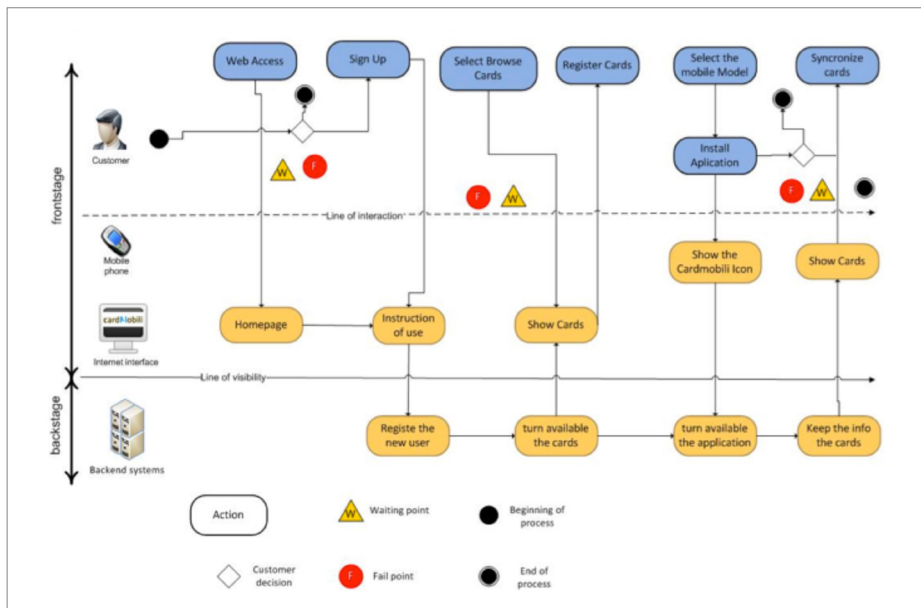 Web Access
Sign Up
Select Browse
Cards
Register Cards
Select the
mobile Model
Syncronize
cards
frontstage
Customer
Install
Aplication
W
F
F
W
F
W
Line of interaction
Mobile
phone
Show the
Cardmobili Icon
Show Cards
cardMobili
Internet interface
Homepage
Instruction
of use
Show Cards
Line of visibility
backstage
Backend systems
Registe the
new user
turn available
the cards
turn available
the application
Keep the info
the cards
Action
W
Waiting point
Beginning of
process
Customer
decision
F
Fail point
End of
process